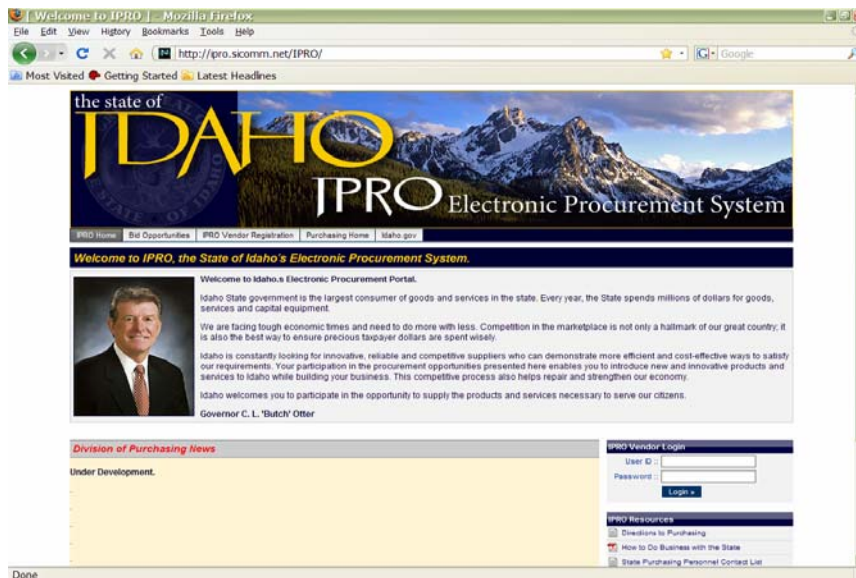 [ Welcome to IPRO ] - Mozilla Firefox
File Edit View History Bookmarks Tools Help
http://ipro.sicomm.net/IPRO/
Google
Most Visited Getting Started Latest Headlines
the state of
IDAHO
IPRO Electronic Procurement System
IPRO Home Bid Opportunities IPRO Vendor Registration Purchasing Home Idaho.gov
Welcome to IPRO, the State of Idaho's Electronic Procurement System.
Welcome to Idaho.s Electronic Procurement Portal.
Idaho State government is the largest consumer of goods and services in the state. Every year, the State spends millions of dollars for goods,
services and capital equipment.
We are facing tough economic times and need to do more with less. Competition in the marketplace is not only a hallmark of our great country; it
is also the best way to ensure precious taxpayer dollars are spent wisely.
Idaho is constantly looking for innovative, reliable and competitive suppliers who can demonstrate more efficient and cost-effective ways to satisfy
our requirements. Your participation in the procurement opportunities presented here enables you to introduce new and innovative products and
services to Idaho while building your business. This competitive process also helps repair and strengthen our economy.
Idaho welcomes you to participate in the opportunity to supply the products and services necessary to serve our citizens.
Governor C. L. 'Butch' Otter
Division of Purchasing News
Under Development.
IPRO Vendor Login
User ID ::
Password ::
Login »
IPRO Resources
Directions to Purchasing
How to Do Business with the State
State Purchasing Personnel Contact List
Done